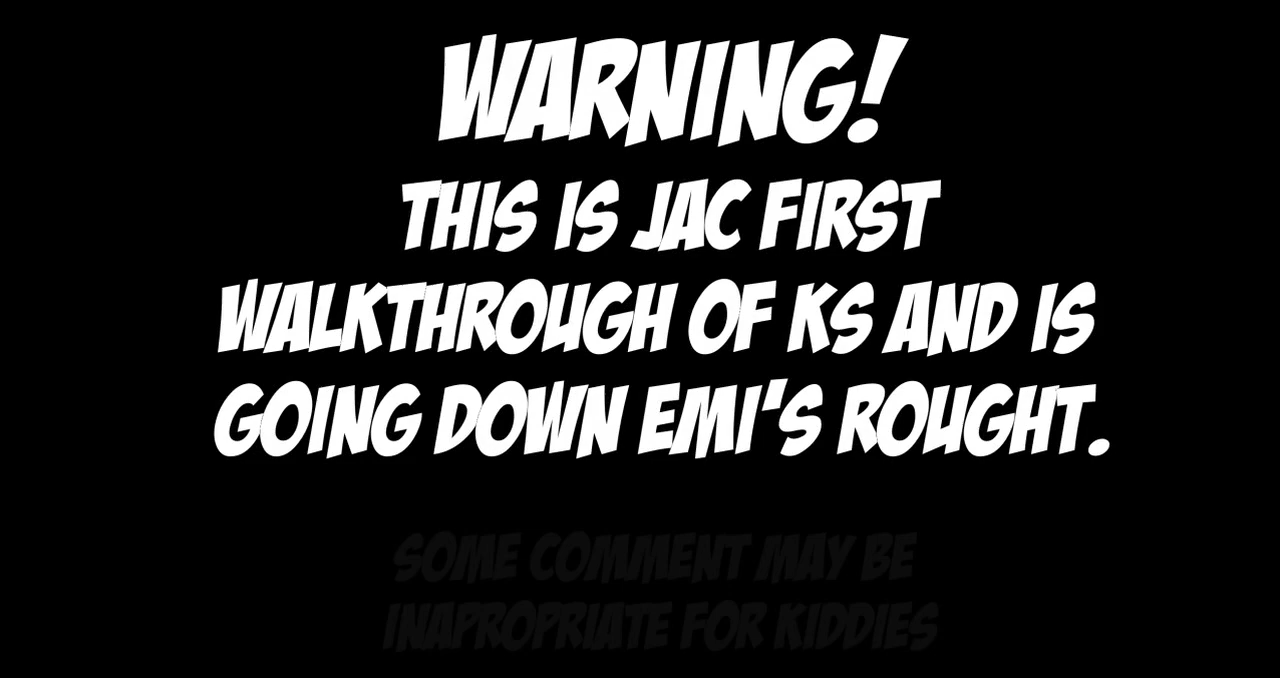 WARNING!
THIS IS JAC FIRST
WALKTHROUGH OF KS AND IS
GOING DOWN EMI'S ROUGHT.
SOME COMMENT MAY BE
INAPROPRIATE FOR KIDDIES